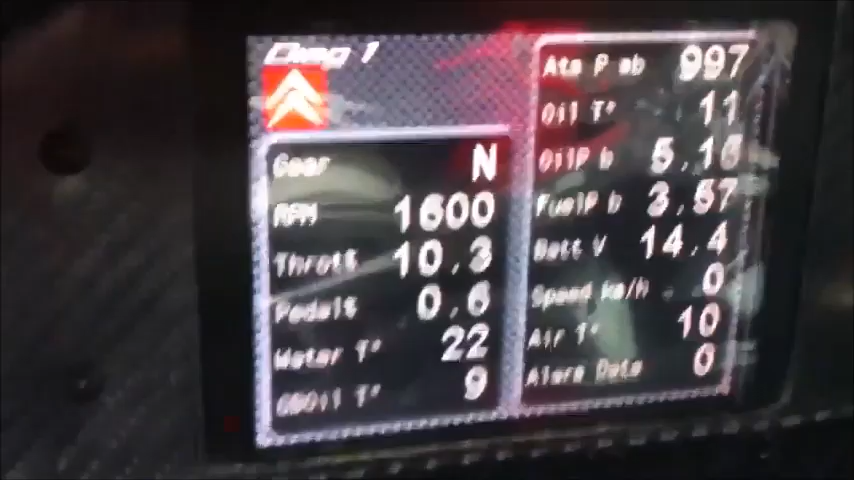 Diag 1
Gear N
RPM 1600
Thrott% 10,3
Pedal% 0,6
Water T° 22
GBOil T° 9
Atm P mb 997
Oil T° 11
OilP b 5,16
FuelP b 3,57
Batt V 14,4
Speed km/h 0
Air T° 10
Alarm Data 0